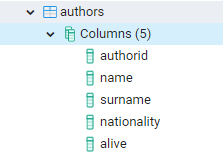 authors
Columns (5)
authorid
name
surname
nationality
alive